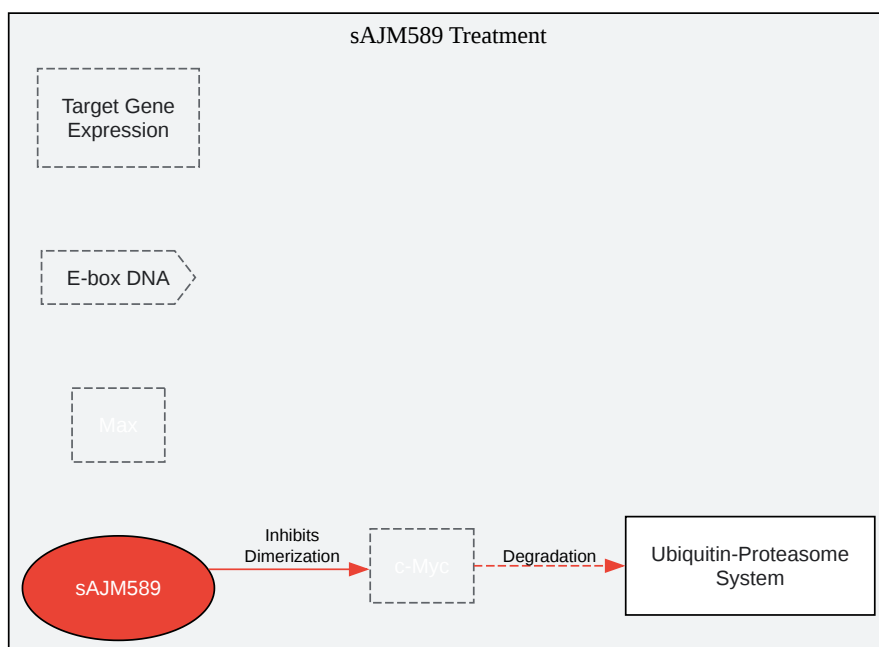 sAJM589 Treatment
Target Gene
Expression
E-box DNA
Max
Inhibits
Dimerization
sAJM589
c-Myc
Degradation
Ubiquitin-Proteasome
System